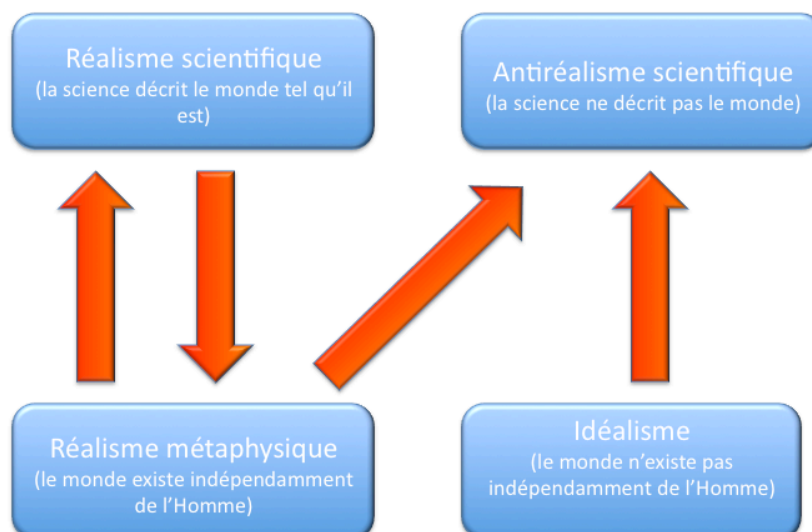 Réalisme scientifique
(la science décrit le monde tel qu'il
est)
Antiréalisme scientifique
(la science ne décrit pas le monde)
Réalisme métaphysique
(le monde existe indépendamment
de l'Homme)
Idéalisme
(le monde n'existe pas
indépendamment de l'Homme)